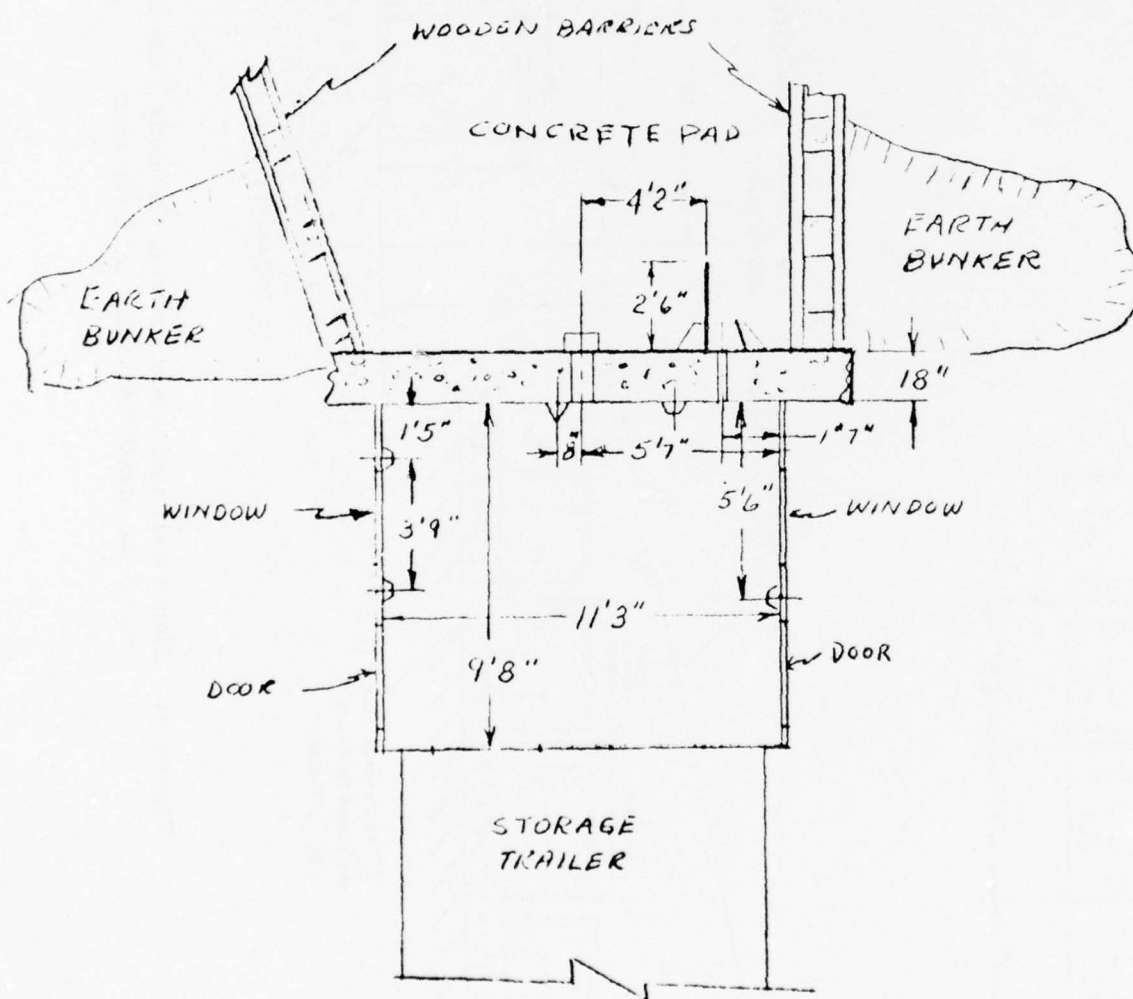 WOODEN BARRIERS
CONCRETE PAD
4'2"
EARTH
BUNKER
2'6"
EARTH
BUNKER
18"
1'5"
8"
5'7"
1'7"
5'6"
WINDOW
3'9"
WINDOW
11'3"
9'8"
DOOR
DOOR
STORAGE
TRAILER